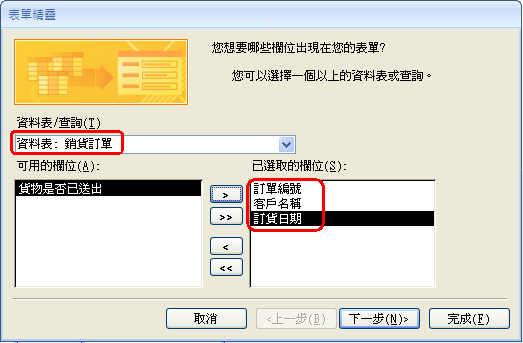 表單精靈
您想要哪些欄位出現在您的表單?
您可以選擇一個以上的資料表或查詢。
資料表/查詢(T)
資料表: 銷貨訂單
可用的欄位(A):
已選取的欄位(S):
貨物是否已送出
訂單編號
客戶名稱
訂貨日期
>
>>
<
<<
取消
<上一步(B)
下一步(N)>
完成(F)